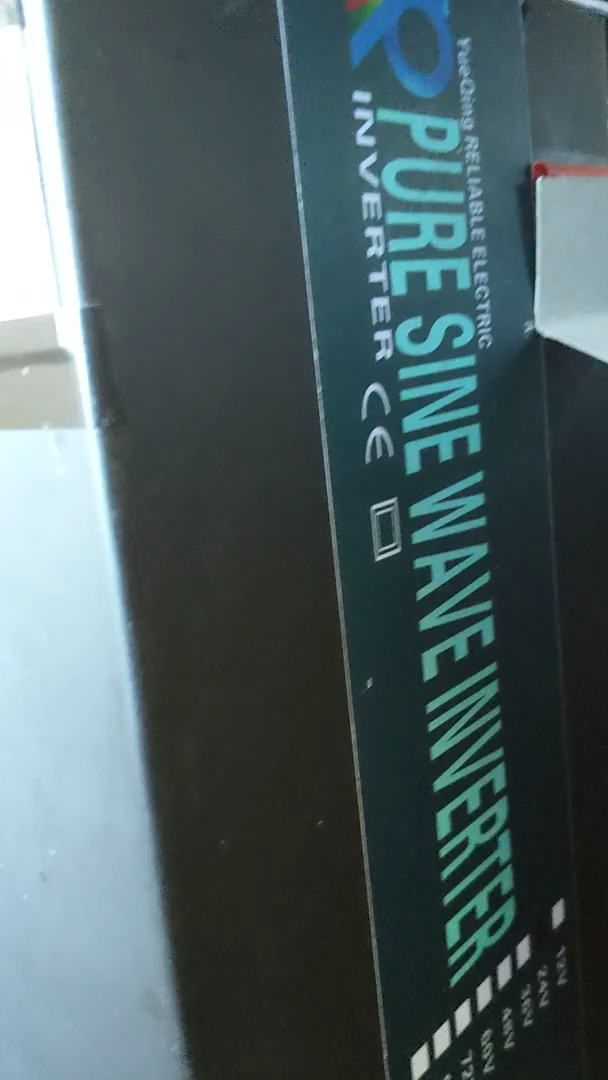 YueQing RELIABLE ELECTRIC
PURE SINE WAVE INVERTER
INVERTER CE
12V
24V
36V
48V
60V